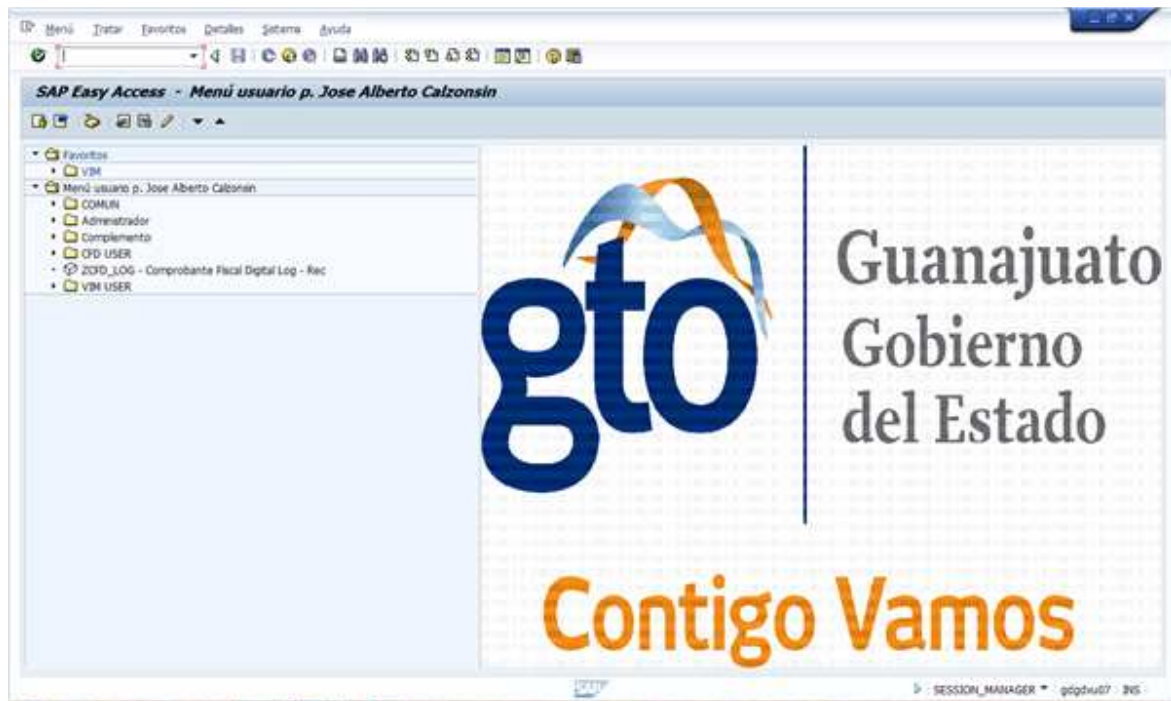 Menú Tratar Favoritos Detalles Sistema Ayuda
SAP Easy Access - Menú usuario p. Jose Alberto Calzonsin
Favoritos
VIM
Menú usuario p. Jose Alberto Calzonsin
COMUN
Administrador
Complemento
CFD USER
ZCFD_LOG - Comprobante Fiscal Digital Log - Rec
VIM USER
gto
Guanajuato
Gobierno
del Estado
Contigo Vamos
SAP
SESSION_MANAGER gdgdvu07 INS